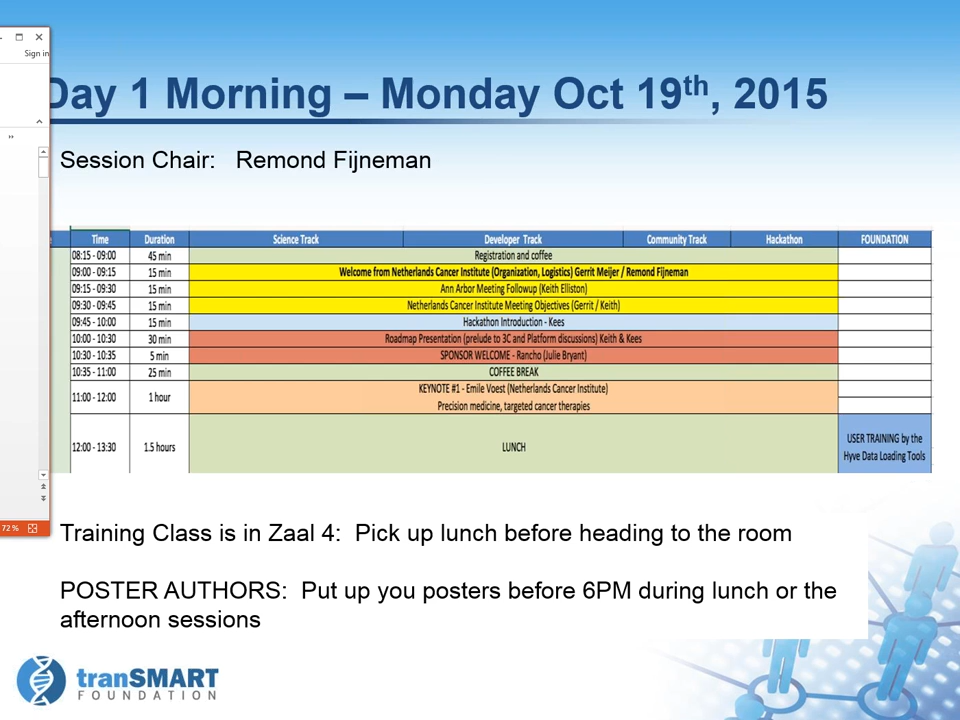 Sign in
Day 1 Morning – Monday Oct 19th, 2015
Session Chair: Remond Fijneman
Time Duration Science Track Developer Track Community Track Hackathon FOUNDATION
08:15 - 09:00 45 min Registration and coffee
09:00 - 09:15 15 min Welcome from Netherlands Cancer Institute (Organization, Logistics) Gerrit Meijer / Remond Fijneman
09:15 - 09:30 15 min Ann Arbor Meeting Followup (Keith Elliston)
09:30 - 09:45 15 min Netherlands Cancer Institute Meeting Objectives (Gerrit / Keith)
09:45 - 10:00 15 min Hackathon Introduction - Kees
10:00 - 10:30 30 min Roadmap Presentation (prelude to 3C and Platform discussions) Keith & Kees
10:30 - 10:35 5 min SPONSOR WELCOME - Rancho (Julie Bryant)
10:35 - 11:00 25 min COFFEE BREAK
11:00 - 12:00 1 hour KEYNOTE #1 - Emile Voest (Netherlands Cancer Institute)
Precision medicine, targeted cancer therapies
12:00 - 13:30 1.5 hours LUNCH USER TRAINING by the
Hyve Data Loading Tools
72 %
Training Class is in Zaal 4: Pick up lunch before heading to the room
POSTER AUTHORS: Put up you posters before 6PM during lunch or the
afternoon sessions
tranSMART
FOUNDATION